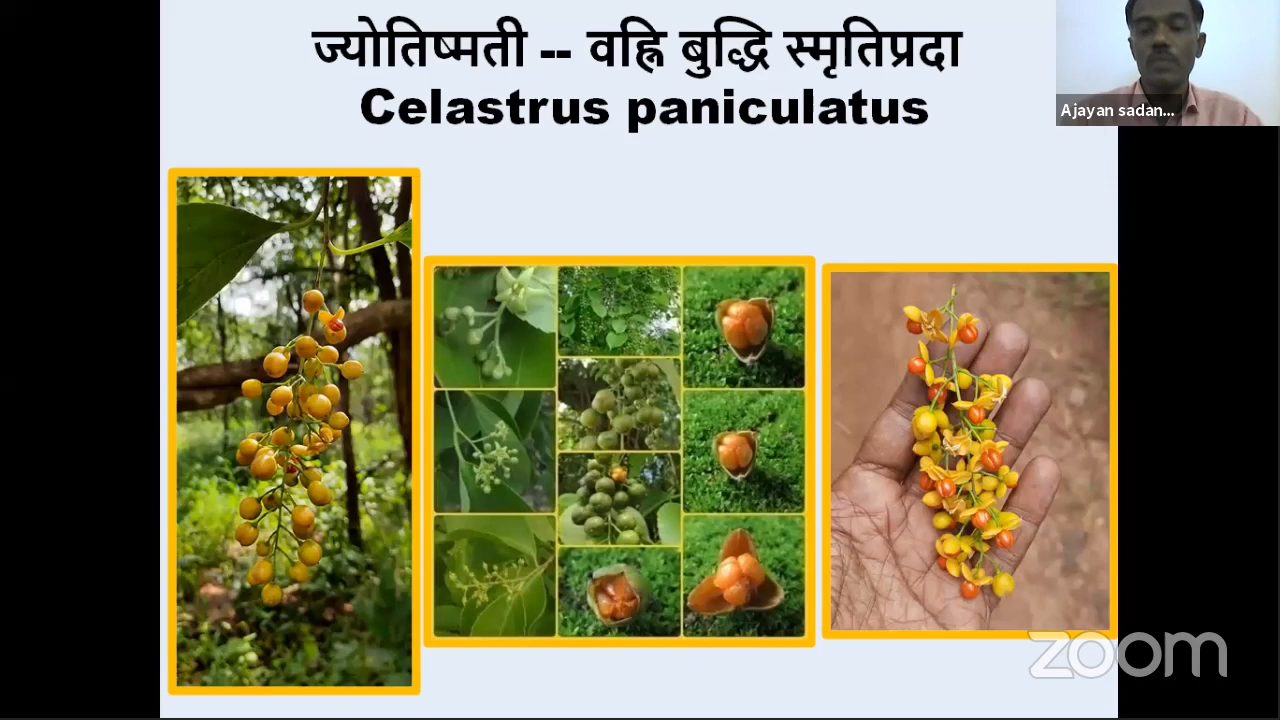 ज्योतिष्मती -- वह्नि बुद्धि स्मृतिप्रदा
Celastrus paniculatus
Ajayan sadan...
zoom